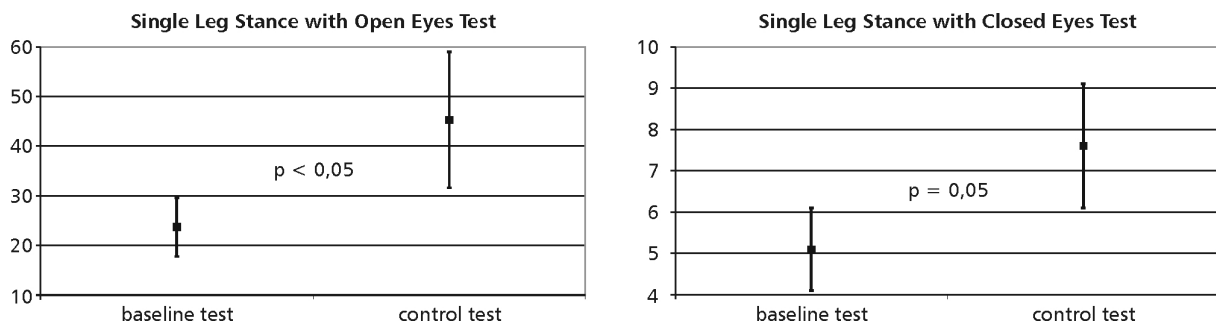 Single Leg Stance with Open Eyes Test
60
50
40
30
20
10
p < 0,05
baseline test
control test
Single Leg Stance with Closed Eyes Test
10
9
8
7
6
5
4
p = 0,05
baseline test
control test